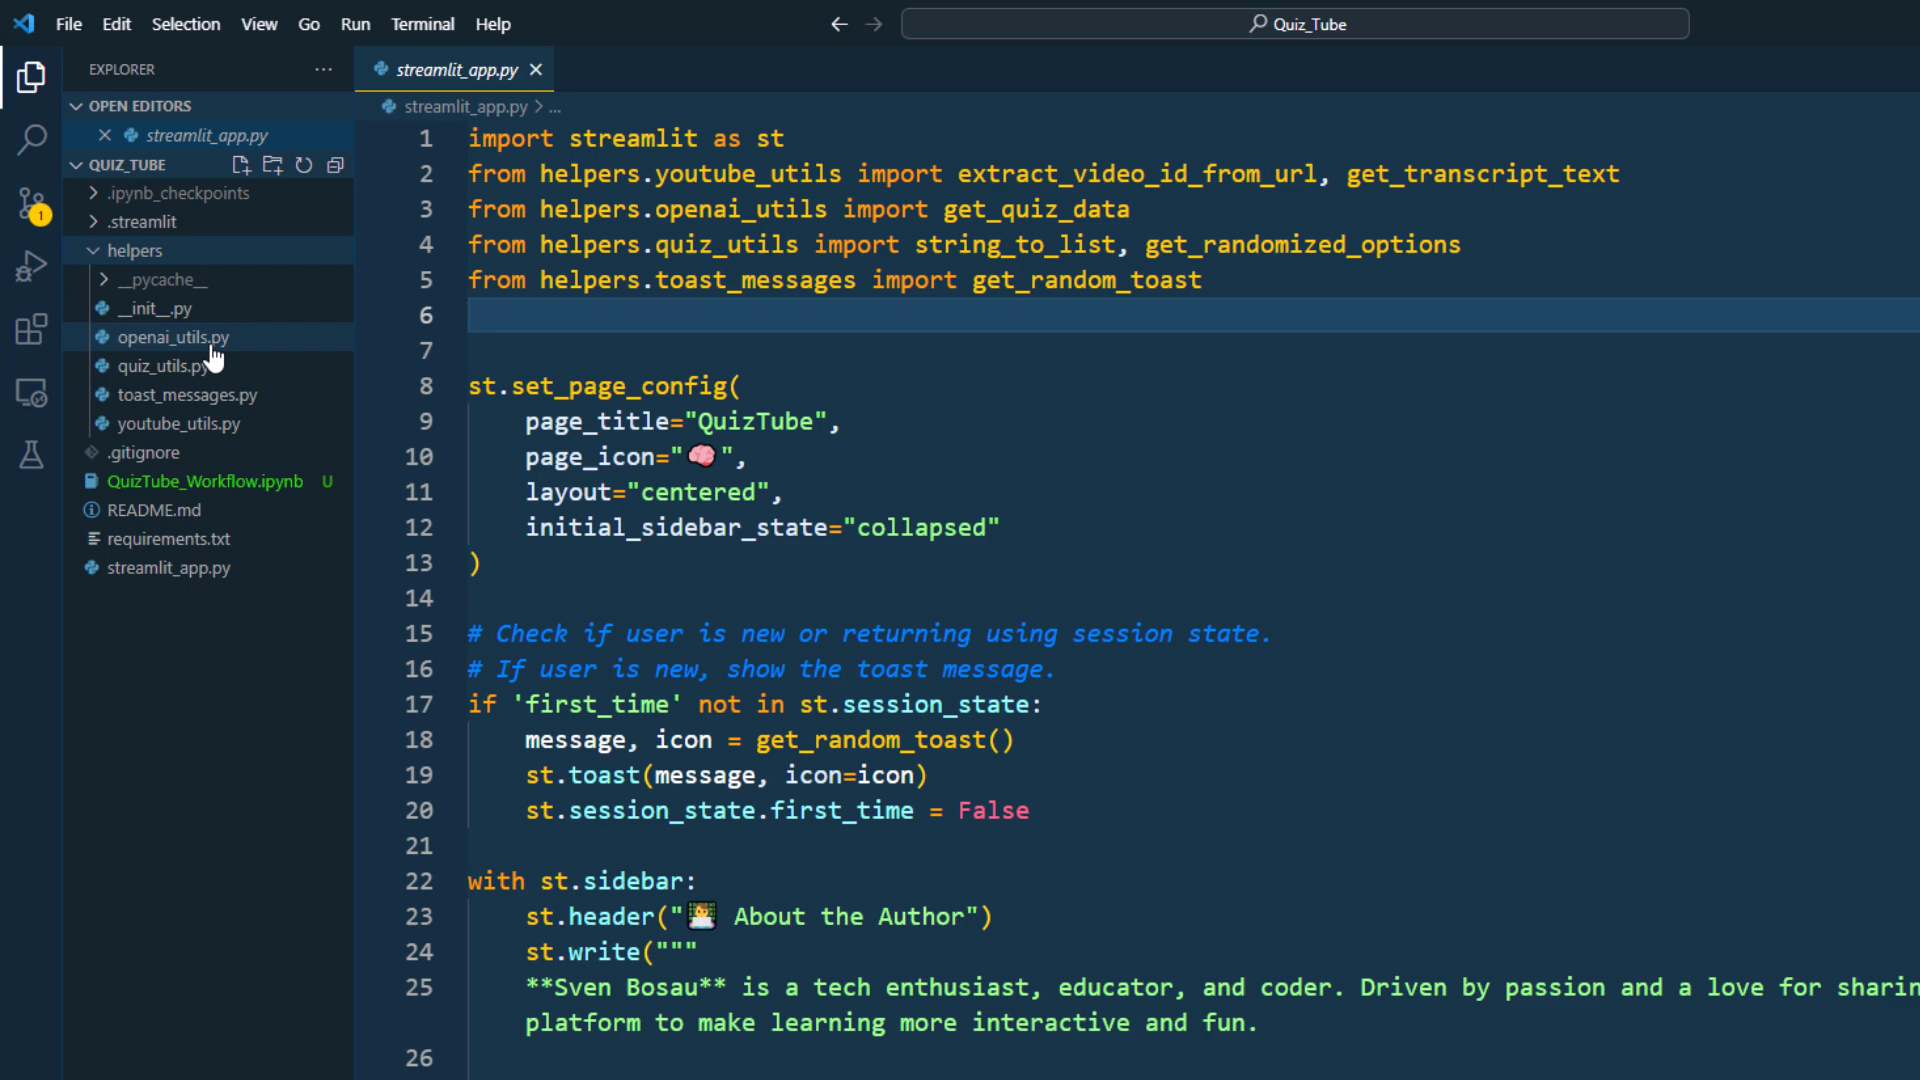 File Edit Selection View Go Run Terminal Help
Quiz_Tube
EXPLORER ...
OPEN EDITORS
streamlit_app.py
QUIZ_TUBE
.ipynb_checkpoints
.streamlit
helpers
__pycache__
__init__.py
openai_utils.py
quiz_utils.py
toast_messages.py
youtube_utils.py
.gitignore
QuizTube_Workflow.ipynb U
README.md
requirements.txt
streamlit_app.py
1
streamlit_app.py
streamlit_app.py > ...
1 import streamlit as st
2 from helpers.youtube_utils import extract_video_id_from_url, get_transcript_text
3 from helpers.openai_utils import get_quiz_data
4 from helpers.quiz_utils import string_to_list, get_randomized_options
5 from helpers.toast_messages import get_random_toast
6
7
8 st.set_page_config(
9     page_title="QuizTube",
10     page_icon="🧠",
11     layout="centered",
12     initial_sidebar_state="collapsed"
13 )
14
15 # Check if user is new or returning using session state.
16 # If user is new, show the toast message.
17 if 'first_time' not in st.session_state:
18     message, icon = get_random_toast()
19     st.toast(message, icon=icon)
20     st.session_state.first_time = False
21
22 with st.sidebar:
23     st.header("👨‍💻 About the Author")
24     st.write("""
25     **Sven Bosau** is a tech enthusiast, educator, and coder. Driven by passion and a love for sharin
platform to make learning more interactive and fun.
26